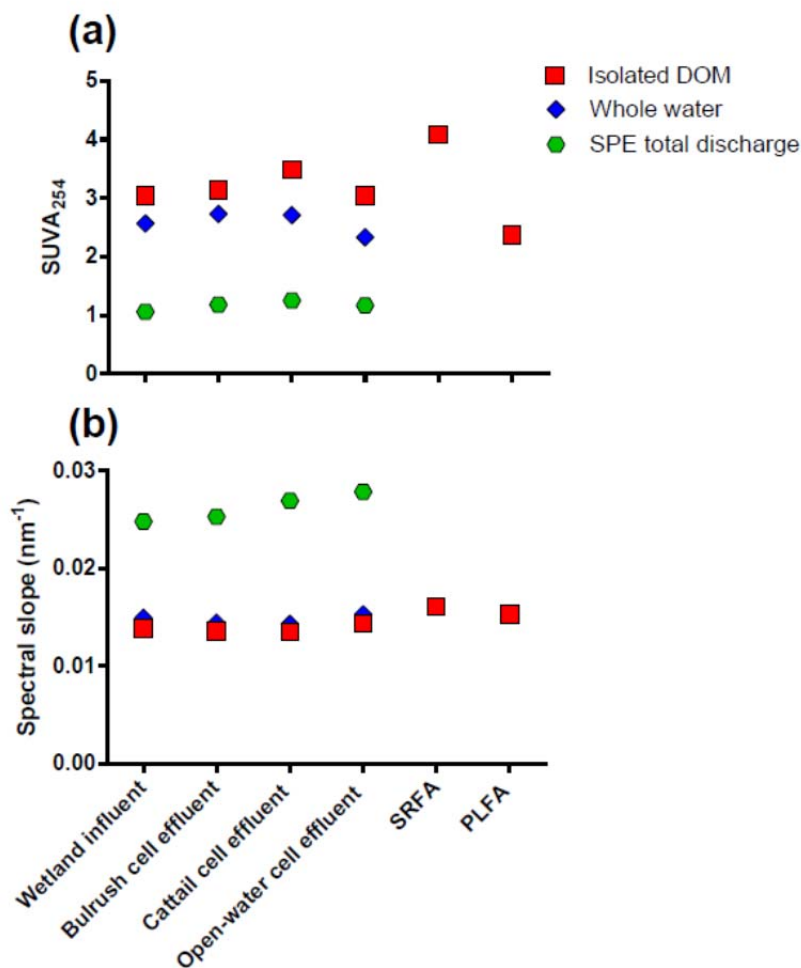 (a)
Isolated DOM
Whole water
SPE total discharge
5
4
3
2
1
0
SUVA254
(b)
0.03
0.02
0.01
0.00
Spectral slope (nm-1)
Wetland influent
Bulrush cell effluent
Cattail cell effluent
Open-water cell effluent
SRFA
PLFA